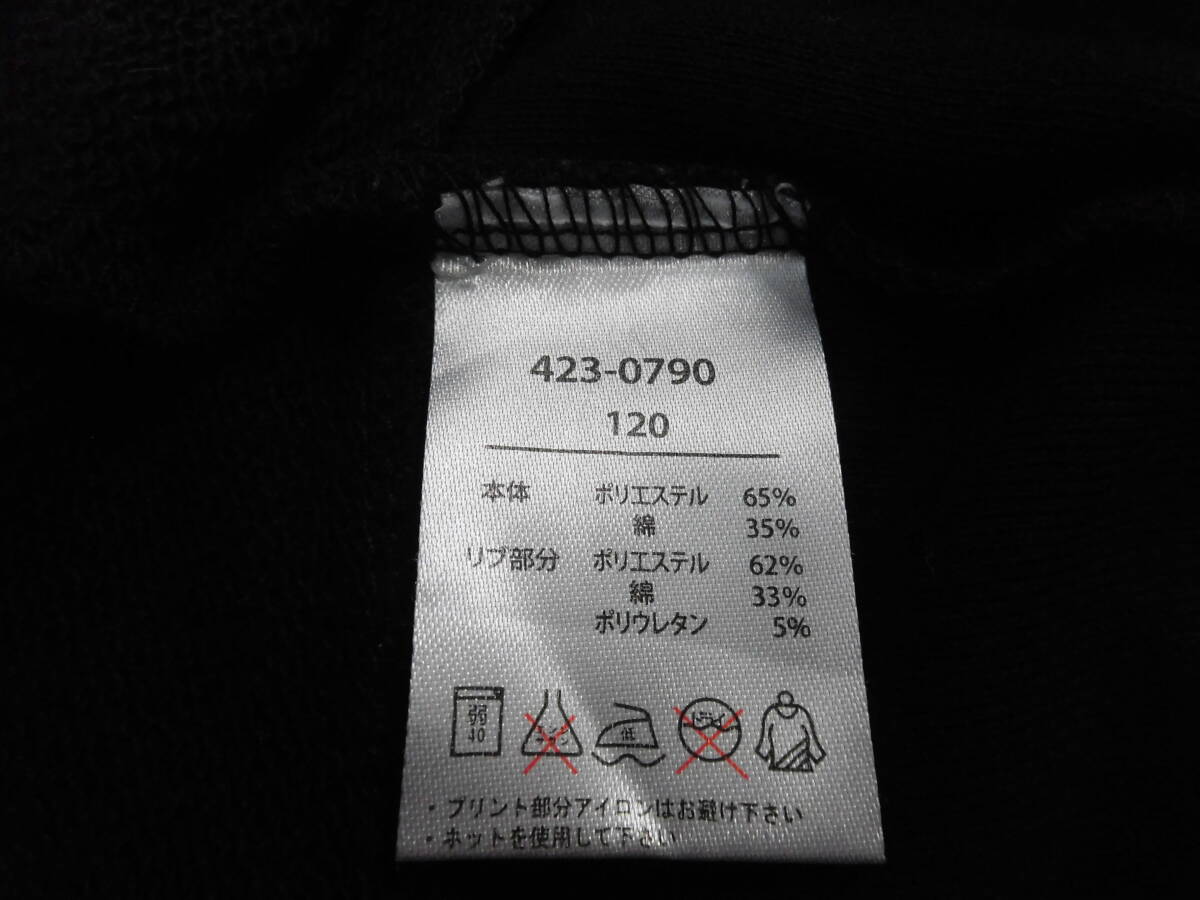 423-0790
120
本体 ポリエステル 65%
綿 35%
リブ部分 ポリエステル 62%
綿 33%
ポリウレタン 5%
弱 40 低 ドライ
・プリント部分アイロンはお避け下さい
・ネットを使用して下さい